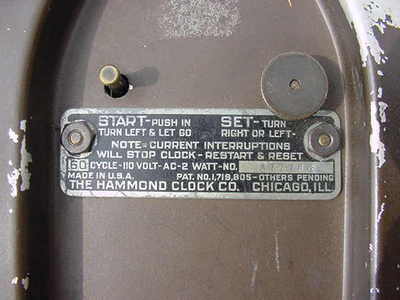 START-PUSH IN SET-TURN
TURN LEFT & LET GO RIGHT OR LEFT-
NOTE=CURRENT INTERRUPTIONS
WILL STOP CLOCK-RESTART & RESET
60 CYCLE-110 VOLT-AC-2 WATT-NO.
MADE IN U.S.A. PAT. NO. 1,719,805-OTHERS PENDING
THE HAMMOND CLOCK CO. CHICAGO, ILL.